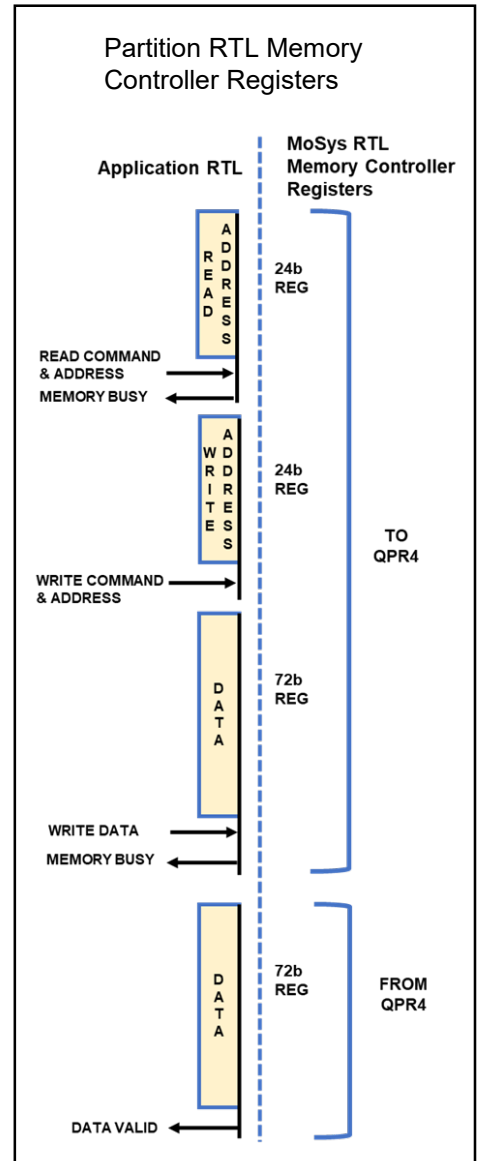 Partition RTL Memory
Controller Registers
Application RTL
MoSys RTL
Memory Controller
Registers
READ
ADDRESS
24b
REG
READ COMMAND
& ADDRESS
MEMORY BUSY
WRITE
ADDRESS
24b
REG
WRITE COMMAND
& ADDRESS
TO
QPR4
DATA
72b
REG
WRITE DATA
MEMORY BUSY
DATA
72b
REG
FROM
QPR4
DATA VALID